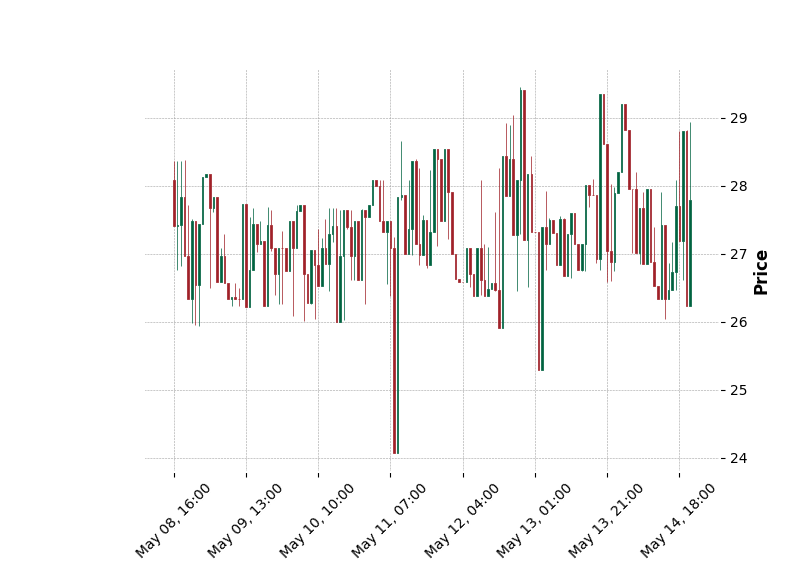 29
28
27
26
25
24
Price
May 08, 16:00
May 09, 13:00
May 10, 10:00
May 11, 07:00
May 12, 04:00
May 13, 01:00
May 13, 21:00
May 14, 18:00